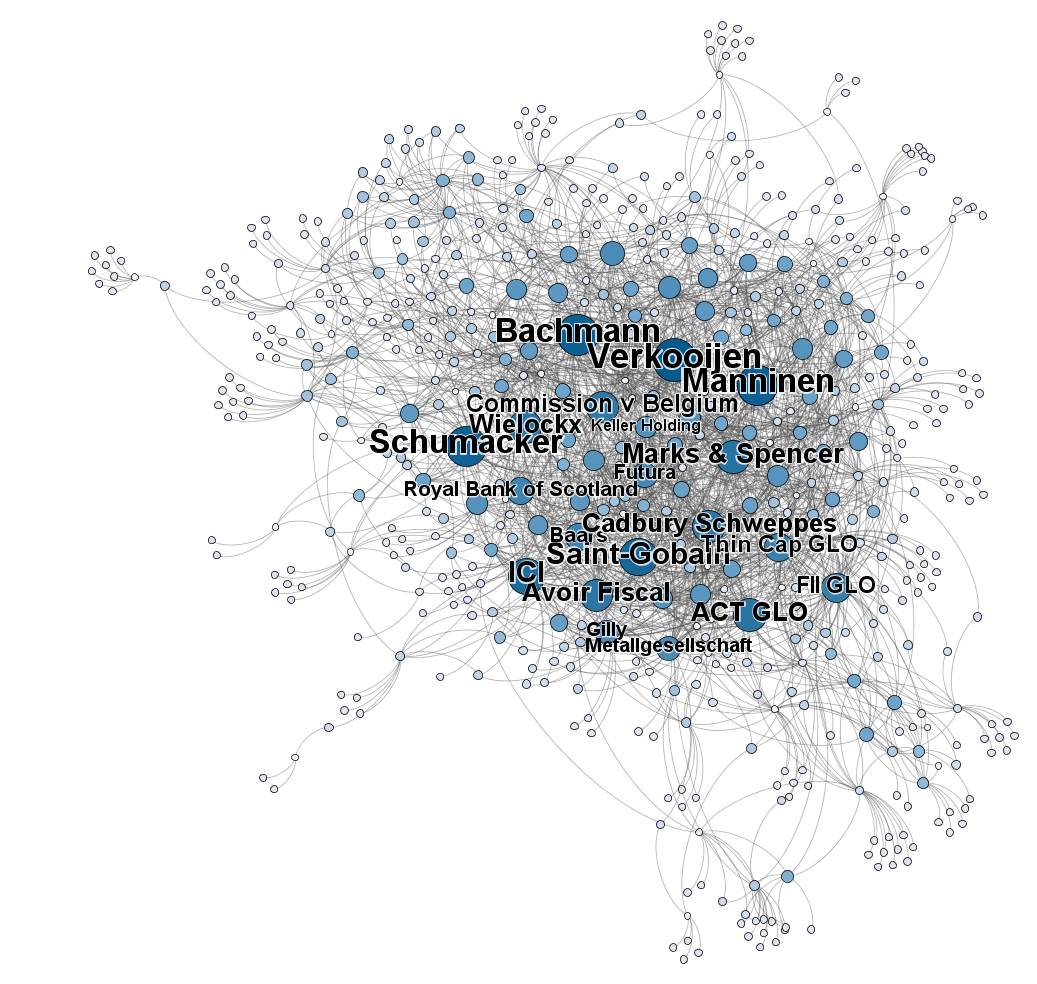 Bachmann
Verkooijen
Manninen
Commission v Belgium
Wielockx
Keller Holding
Schumacker
Marks & Spencer
Futura
Royal Bank of Scotland
Cadbury Schweppes
Baars
Thin Cap GLO
Saint-Gobain
ICI
FII GLO
Avoir Fiscal
ACT GLO
Gilly
Metallgesellschaft